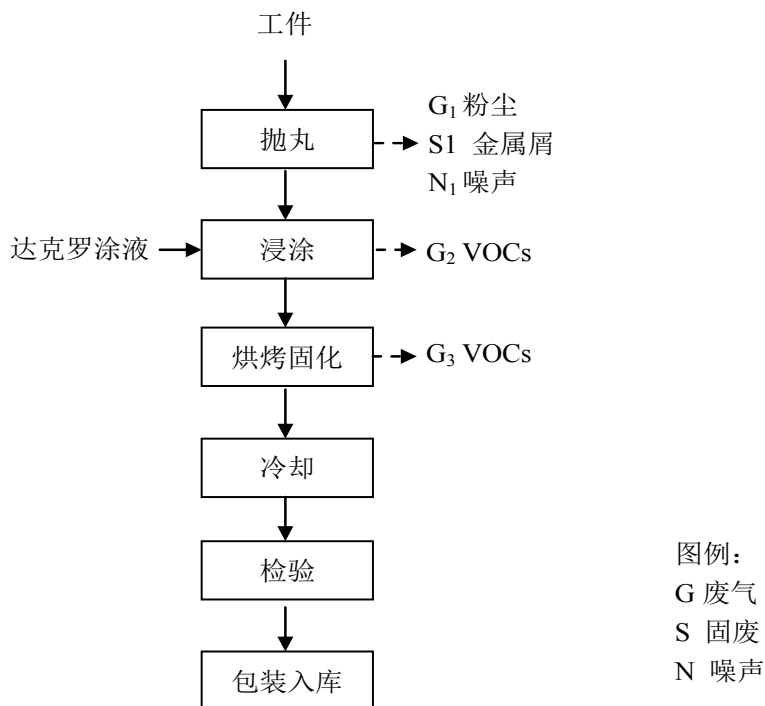 工件
抛丸
G₁ 粉尘
S1 金属屑
N₁ 噪声
达克罗涂液
浸涂
G₂ VOCs
烘烤固化
G₃ VOCs
冷却
检验
包装入库
图例：
G 废气
S 固废
N 噪声